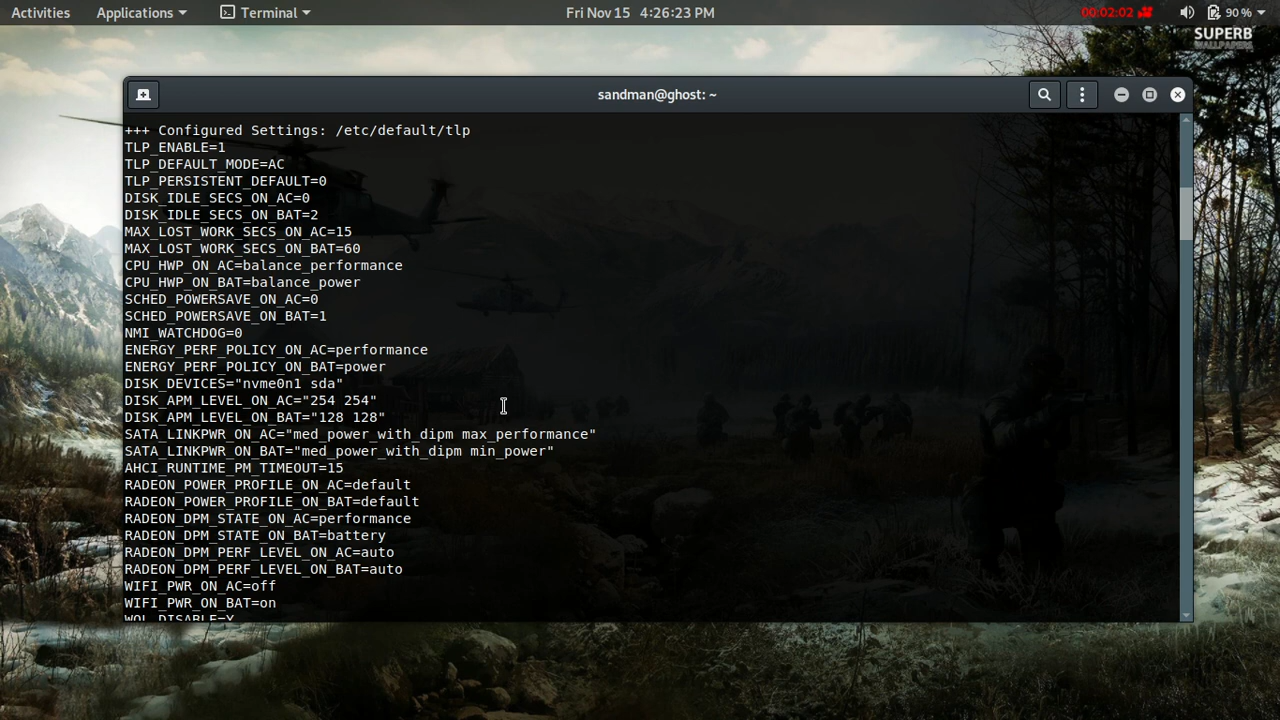 Activities Applications Terminal Fri Nov 15 4:26:23 PM 00:02:02 90 %
SUPERB
WALLPAPERS
sandman@ghost: ~
+++ Configured Settings: /etc/default/tlp
TLP_ENABLE=1
TLP_DEFAULT_MODE=AC
TLP_PERSISTENT_DEFAULT=0
DISK_IDLE_SECS_ON_AC=0
DISK_IDLE_SECS_ON_BAT=2
MAX_LOST_WORK_SECS_ON_AC=15
MAX_LOST_WORK_SECS_ON_BAT=60
CPU_HWP_ON_AC=balance_performance
CPU_HWP_ON_BAT=balance_power
SCHED_POWERSAVE_ON_AC=0
SCHED_POWERSAVE_ON_BAT=1
NMI_WATCHDOG=0
ENERGY_PERF_POLICY_ON_AC=performance
ENERGY_PERF_POLICY_ON_BAT=power
DISK_DEVICES="nvme0n1 sda"
DISK_APM_LEVEL_ON_AC="254 254"
DISK_APM_LEVEL_ON_BAT="128 128"
SATA_LINKPWR_ON_AC="med_power_with_dipm max_performance"
SATA_LINKPWR_ON_BAT="med_power_with_dipm min_power"
AHCI_RUNTIME_PM_TIMEOUT=15
RADEON_POWER_PROFILE_ON_AC=default
RADEON_POWER_PROFILE_ON_BAT=default
RADEON_DPM_STATE_ON_AC=performance
RADEON_DPM_STATE_ON_BAT=battery
RADEON_DPM_PERF_LEVEL_ON_AC=auto
RADEON_DPM_PERF_LEVEL_ON_BAT=auto
WIFI_PWR_ON_AC=off
WIFI_PWR_ON_BAT=on
WOL_DISABLE=Y